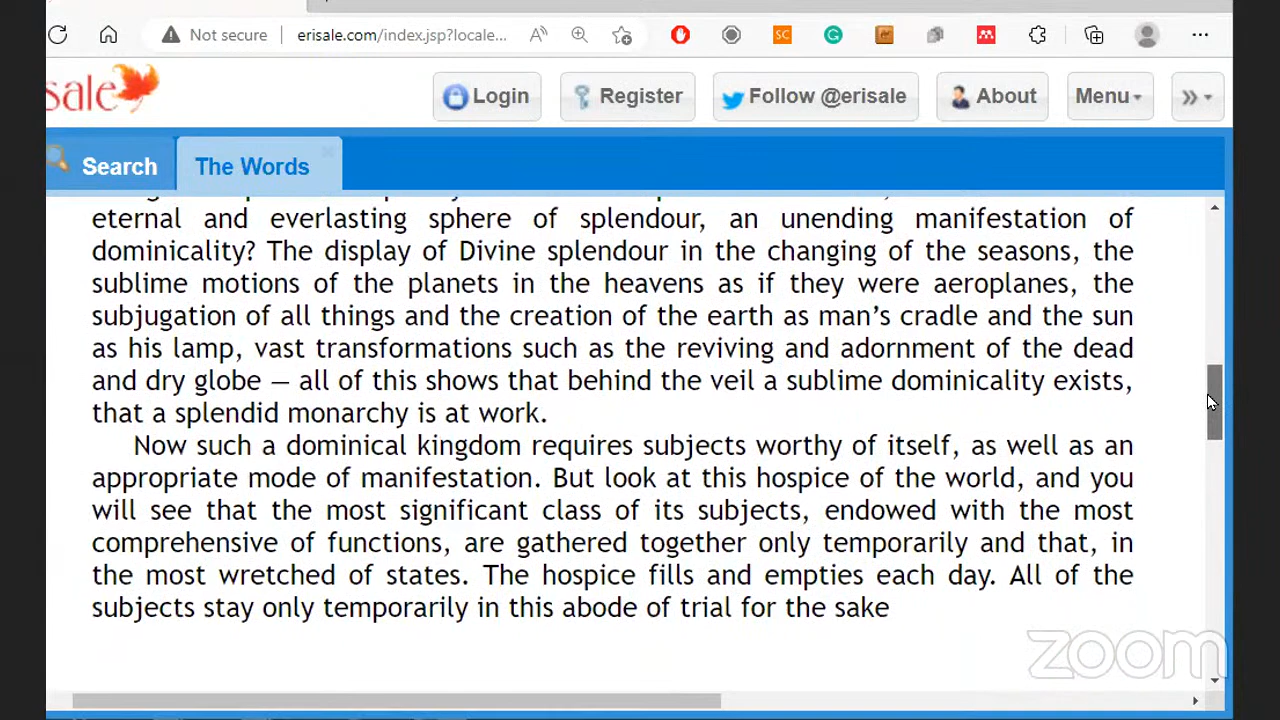 Not secure
erisale.com/index.jsp?locale...
sale
Login
Register
Follow @erisale
About
Menu
Search
The Words
eternal and everlasting sphere of splendour, an unending manifestation of
dominicality? The display of Divine splendour in the changing of the seasons, the
sublime motions of the planets in the heavens as if they were aeroplanes, the
subjugation of all things and the creation of the earth as man’s cradle and the sun
as his lamp, vast transformations such as the reviving and adornment of the dead
and dry globe — all of this shows that behind the veil a sublime dominicality exists,
that a splendid monarchy is at work.
Now such a dominical kingdom requires subjects worthy of itself, as well as an
appropriate mode of manifestation. But look at this hospice of the world, and you
will see that the most significant class of its subjects, endowed with the most
comprehensive of functions, are gathered together only temporarily and that, in
the most wretched of states. The hospice fills and empties each day. All of the
subjects stay only temporarily in this abode of trial for the sake
zoom